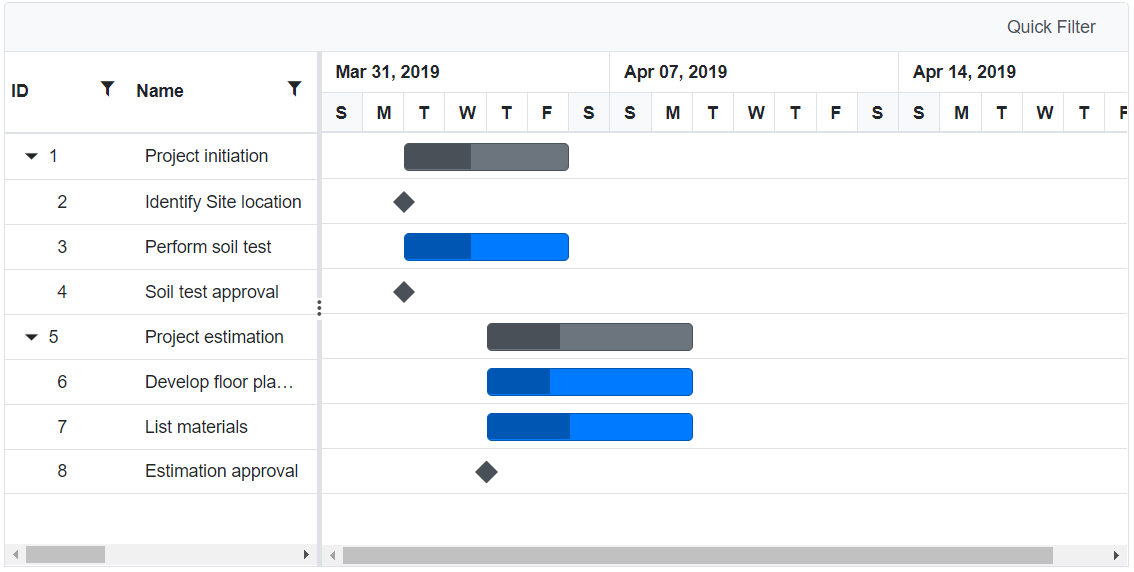 Quick Filter
ID Name Mar 31, 2019 Apr 07, 2019 Apr 14, 2019
S M T W T F S S M T W T F S S M T W T F
1 Project initiation
2 Identify Site location
3 Perform soil test
4 Soil test approval
5 Project estimation
6 Develop floor pla…
7 List materials
8 Estimation approval